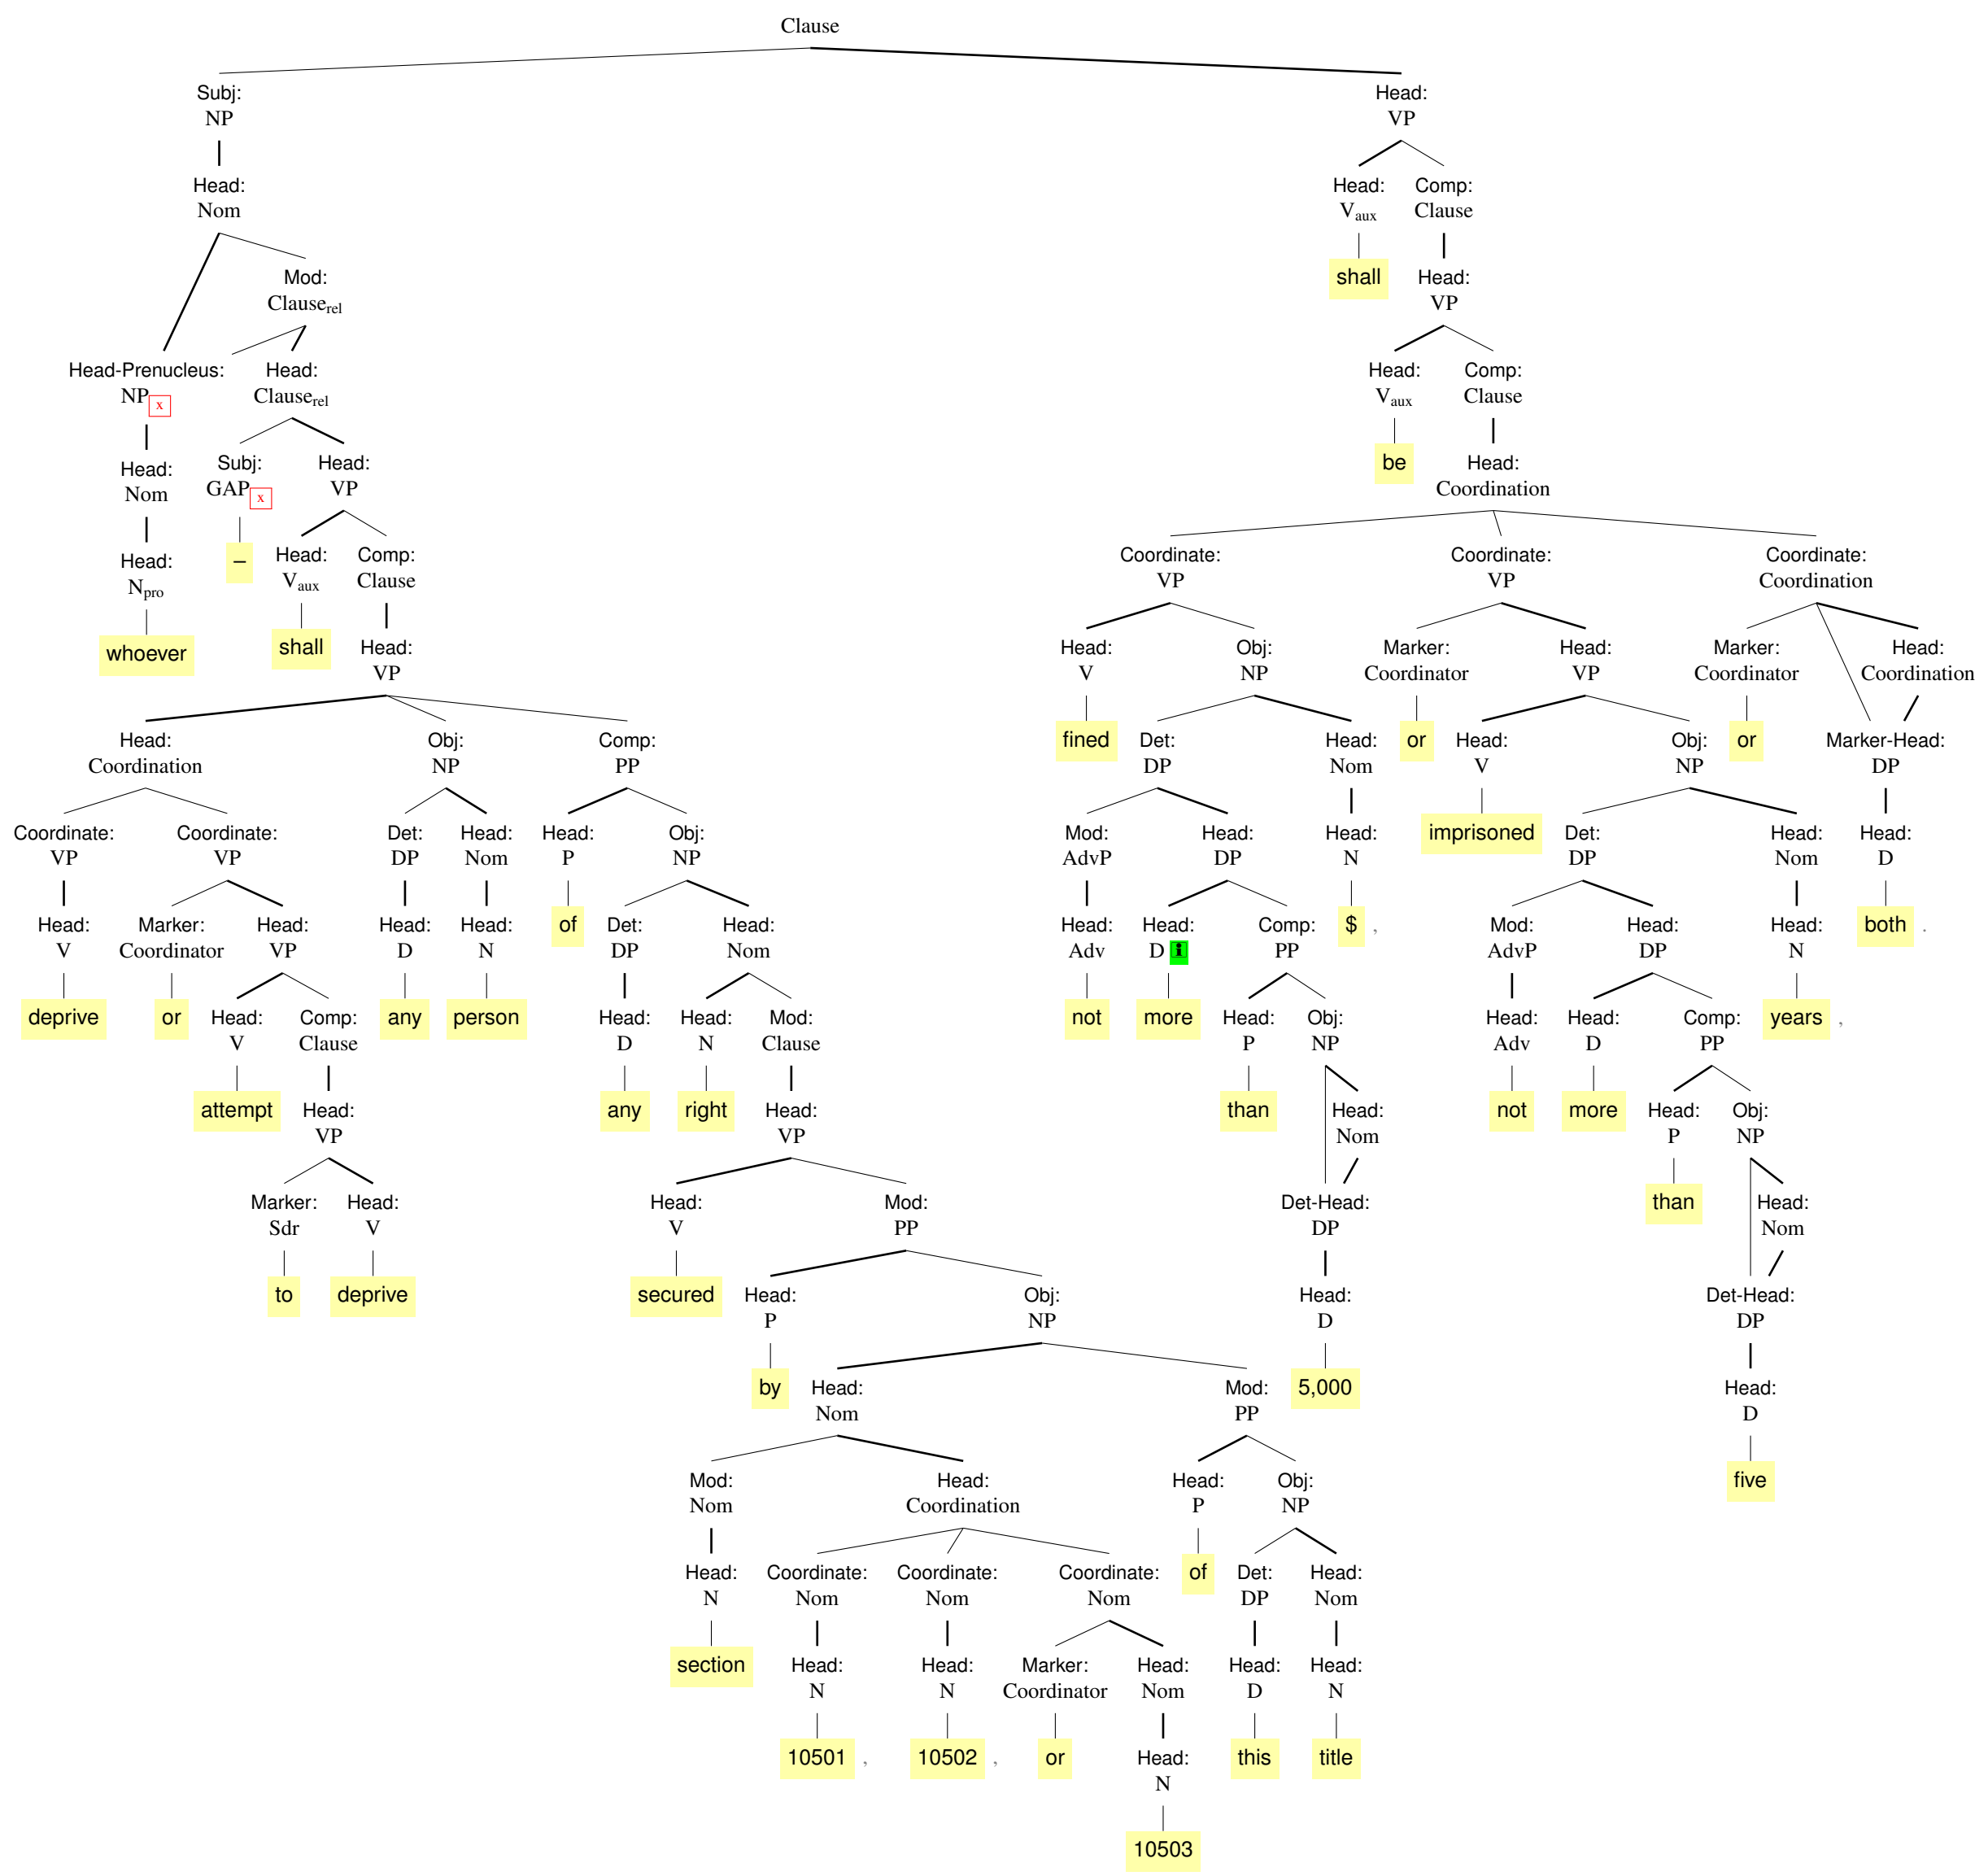 Clause
Subj: Head:
NP VP
Head: Head: Comp:
Nom Vaux Clause
Mod: shall Head:
Clauserel VP
Head-Prenucleus: Head: Head: Comp:
NP x Clauserel Vaux Clause
Head: Subj: Head: be Head:
Nom GAP x VP Coordination
Head: – Head: Comp: Coordinate: Coordinate: Coordinate:
Npro Vaux Clause VP VP Coordination
whoever shall Head: Head: Obj: Marker: Head: Marker: Head:
VP V NP Coordinator VP Coordinator Coordination
Head: Obj: Comp: fined Det: Head: or Head: Obj: or Marker-Head:
Coordination NP PP DP Nom V NP DP
Coordinate: Coordinate: Det: Head: Head: Obj: Mod: Head: Head: imprisoned Det: Head: Head:
VP VP DP Nom P NP AdvP DP N DP Nom D
Head: Marker: Head: Head: Head: of Det: Head: Head: Head: Comp: $ , Mod: Head: Head: both .
V Coordinator VP D N DP Nom Adv D i PP AdvP DP N
deprive or Head: Comp: any person Head: Head: Mod: not more Head: Obj: Head: Head: Comp: years ,
V Clause D N Clause P NP Adv D PP
attempt Head: any right Head: than Head: not more Head: Obj:
VP VP Nom P NP
Marker: Head: Head: Mod: Det-Head: than Head:
Sdr V V PP DP Nom
to deprive secured Head: Obj: Head: Det-Head:
P NP D DP
by Head: Mod: 5,000 Head:
Nom PP D
Mod: Head: Head: Obj: five
Nom Coordination P NP
Head: Coordinate: Coordinate: Coordinate: of Det: Head:
N Nom Nom Nom DP Nom
section Head: Head: Marker: Head: Head: Head:
N N Coordinator Nom D N
10501 , 10502 , or Head: this title
N
10503